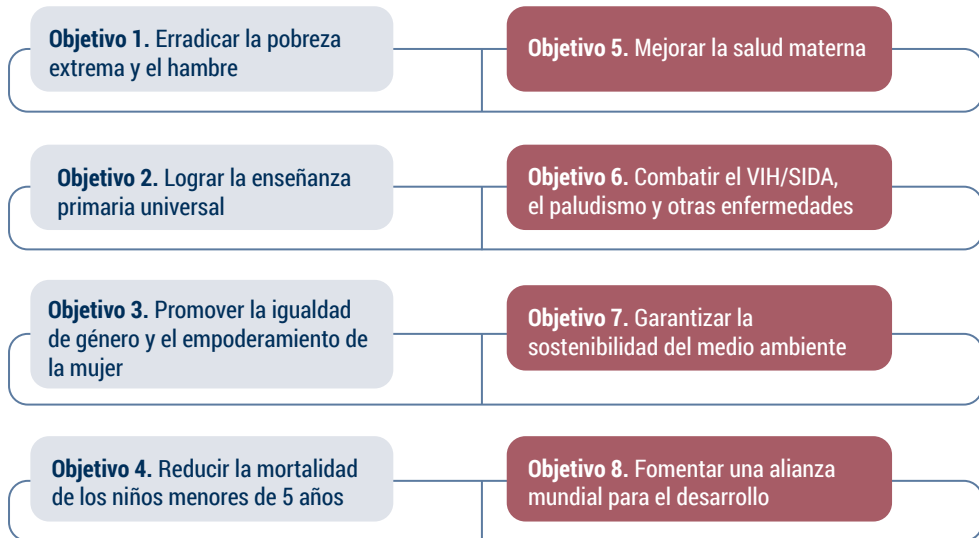 Objetivo 1. Erradicar la pobreza
extrema y el hambre
Objetivo 2. Lograr la enseñanza
primaria universal
Objetivo 3. Promover la igualdad
de género y el empoderamiento de
la mujer
Objetivo 4. Reducir la mortalidad
de los niños menores de 5 años
Objetivo 5. Mejorar la salud materna
Objetivo 6. Combatir el VIH/SIDA,
el paludismo y otras enfermedades
Objetivo 7. Garantizar la
sostenibilidad del medio ambiente
Objetivo 8. Fomentar una alianza
mundial para el desarrollo